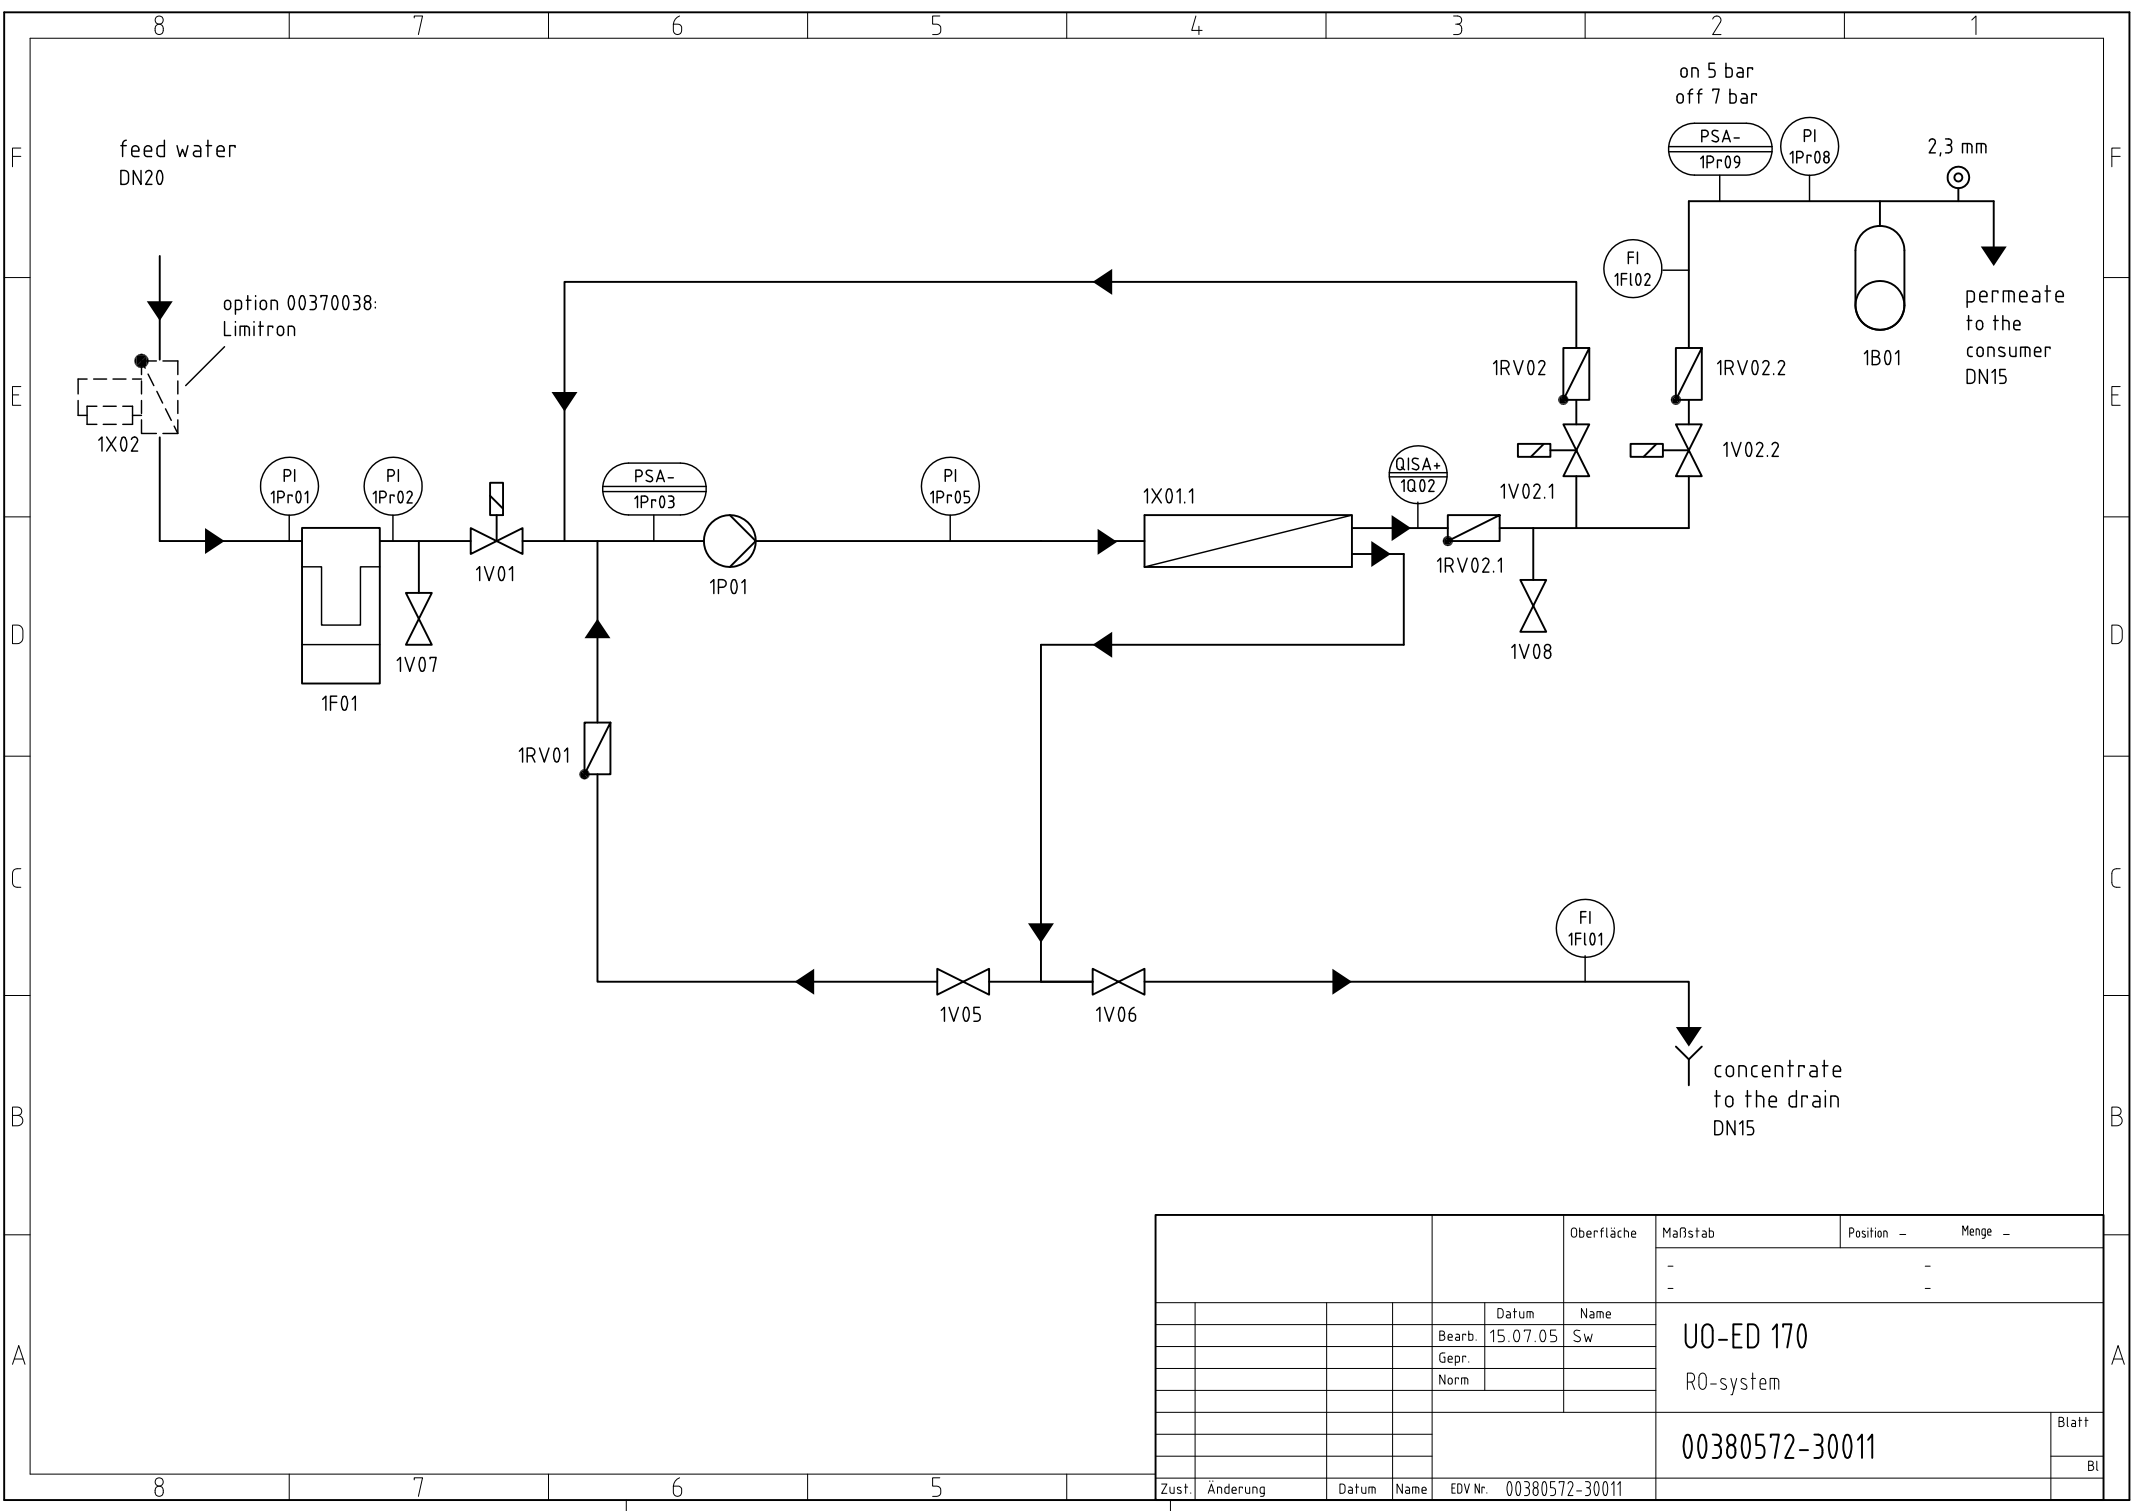 8 7 6 5 4 3 2 1
on 5 bar
off 7 bar
PSA-
1Pr09
PI
1Pr08
2,3 mm
F
F
feed water
DN20
FI
1Fl02
option 00370038:
Limitron
permeate
to the
consumer
DN15
1B01
1RV02
1RV02.2
E
E
1X02
1V02.2
PI
1Pr01
PI
1Pr02
PSA-
1Pr03
PI
1Pr05
QISA+
1Q02
1X01.1
1V02.1
1V01
1P01
1RV02.1
D
D
1V07
1V08
1F01
1RV01
C
C
FI
1Fl01
1V05
1V06
concentrate
to the drain
DN15
B
B
Oberfläche
Maßstab
Position -
Menge -
- -
- -
Datum Name
Bearb. 15.07.05 Sw
Gepr.
Norm
UO-ED 170
RO-system
A
A
Blatt
00380572-30011
Bl
Zust. Änderung Datum Name EDV Nr. 00380572-30011
8 7 6 5